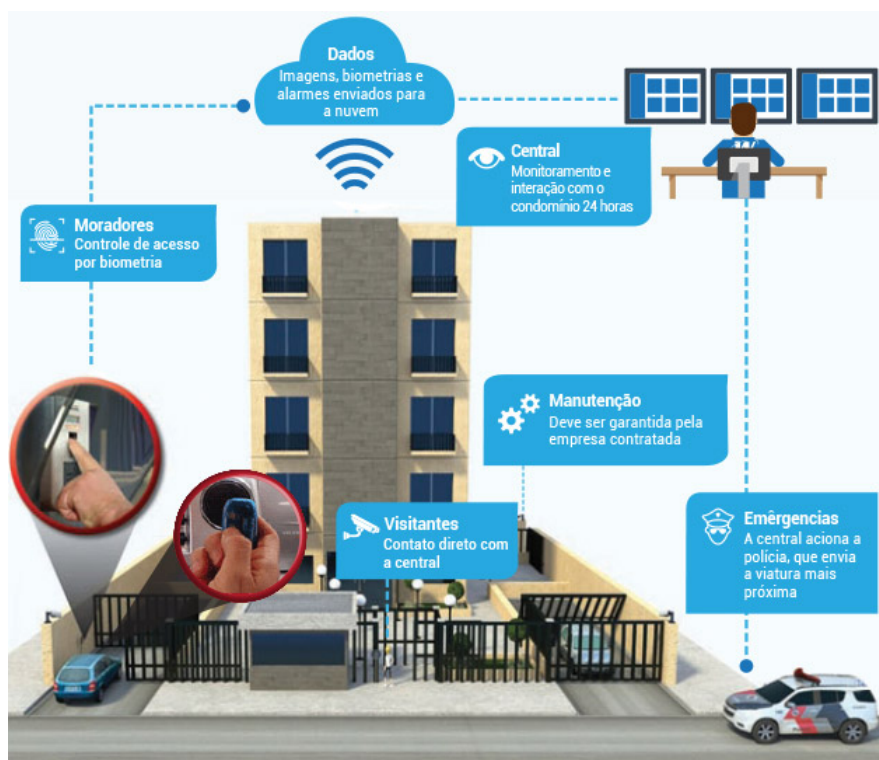 Dados
Imagens, biometrias e
alarmes enviados para
a nuvem
Central
Monitoramento e
interação com o
condomínio 24 horas
Moradores
Controle de acesso
por biometria
Manutenção
Deve ser garantida pela
empresa contratada
Visitantes
Contato direto com
a central
Emêrgencias
A central aciona a
polícia, que envia
a viatura mais
próxima